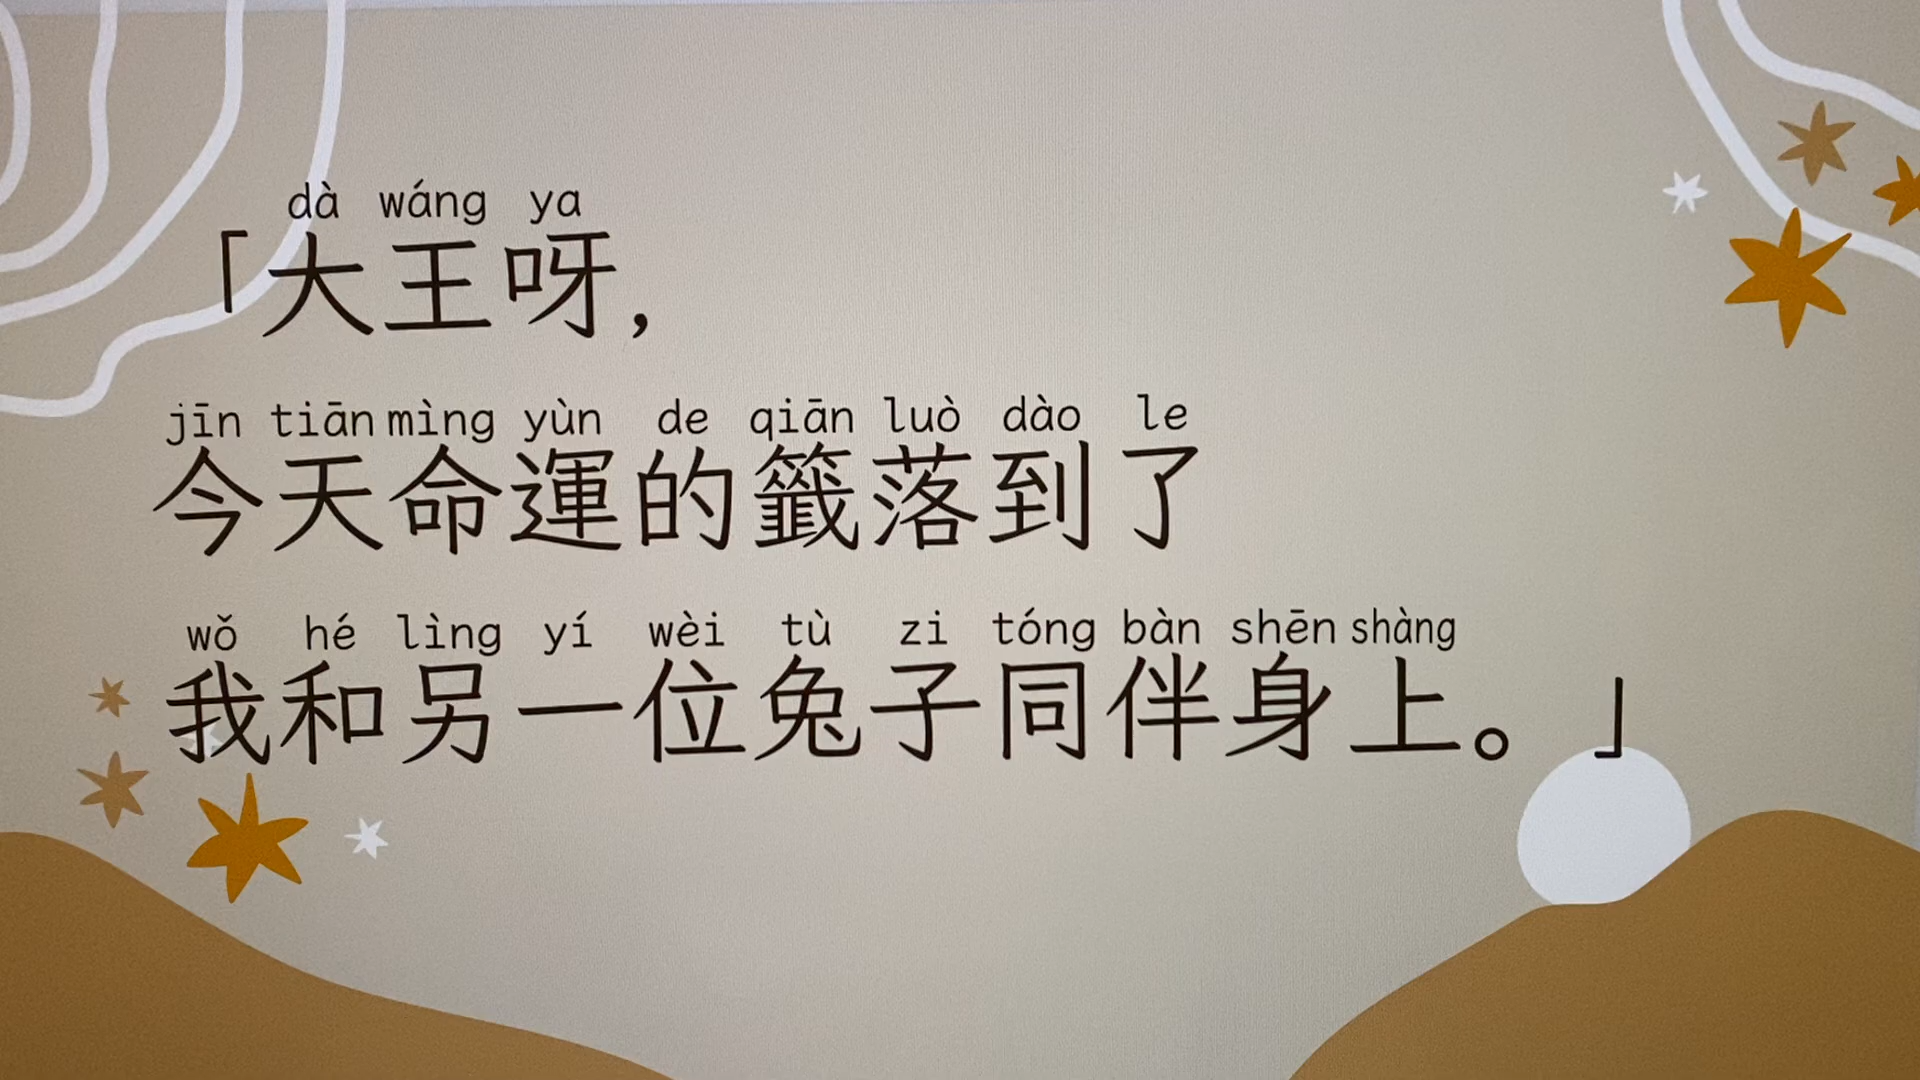 dà wáng ya
「大王呀，
jīn tiān mìng yùn de qiān luò dào le
今天命運的籤落到了
wǒ hé lìng yí wèi tù zi tóng bàn shēn shàng
我和另一位兔子同伴身上。」